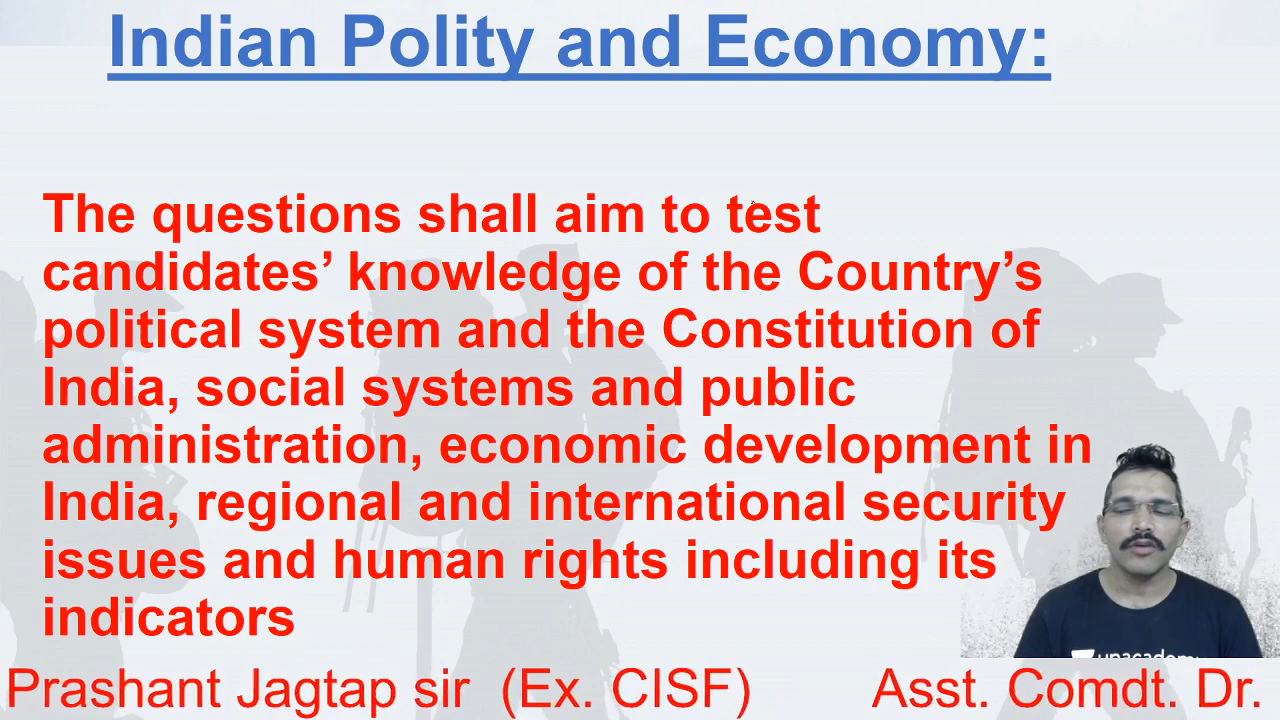 Indian Polity and Economy:
The questions shall aim to test
candidates’ knowledge of the Country’s
political system and the Constitution of
India, social systems and public
administration, economic development in
India, regional and international security
issues and human rights including its
indicators
unacademy
Prashant Jagtap sir (Ex. CISF) Asst. Comdt. Dr.